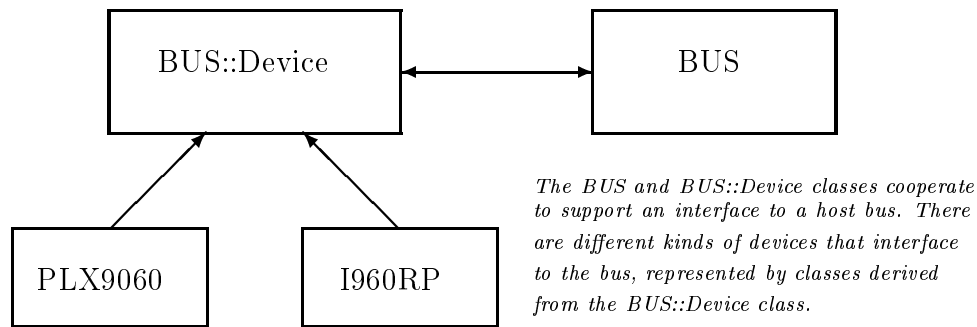 BUS::Device
BUS
The BUS and BUS::Device classes cooperate
to support an interface to a host bus. There
are different kinds of devices that interface
to the bus, represented by classes derived
from the BUS::Device class.
PLX9060
I960RP